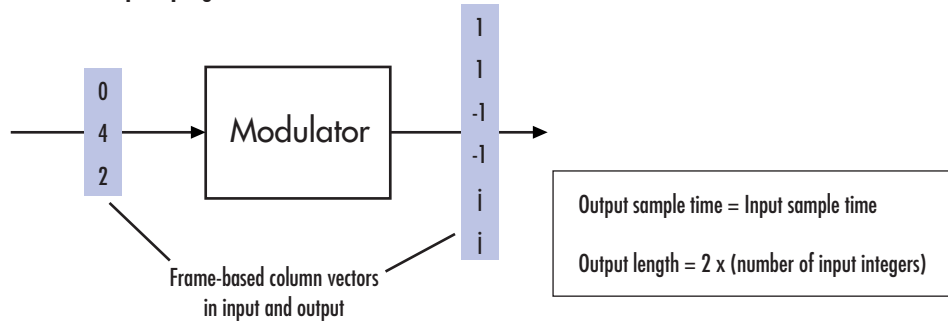 0
4
2
Modulator
1
1
-1
-1
i
i
Output sample time = Input sample time
Output length = 2 x (number of input integers)
Frame-based column vectors
in input and output